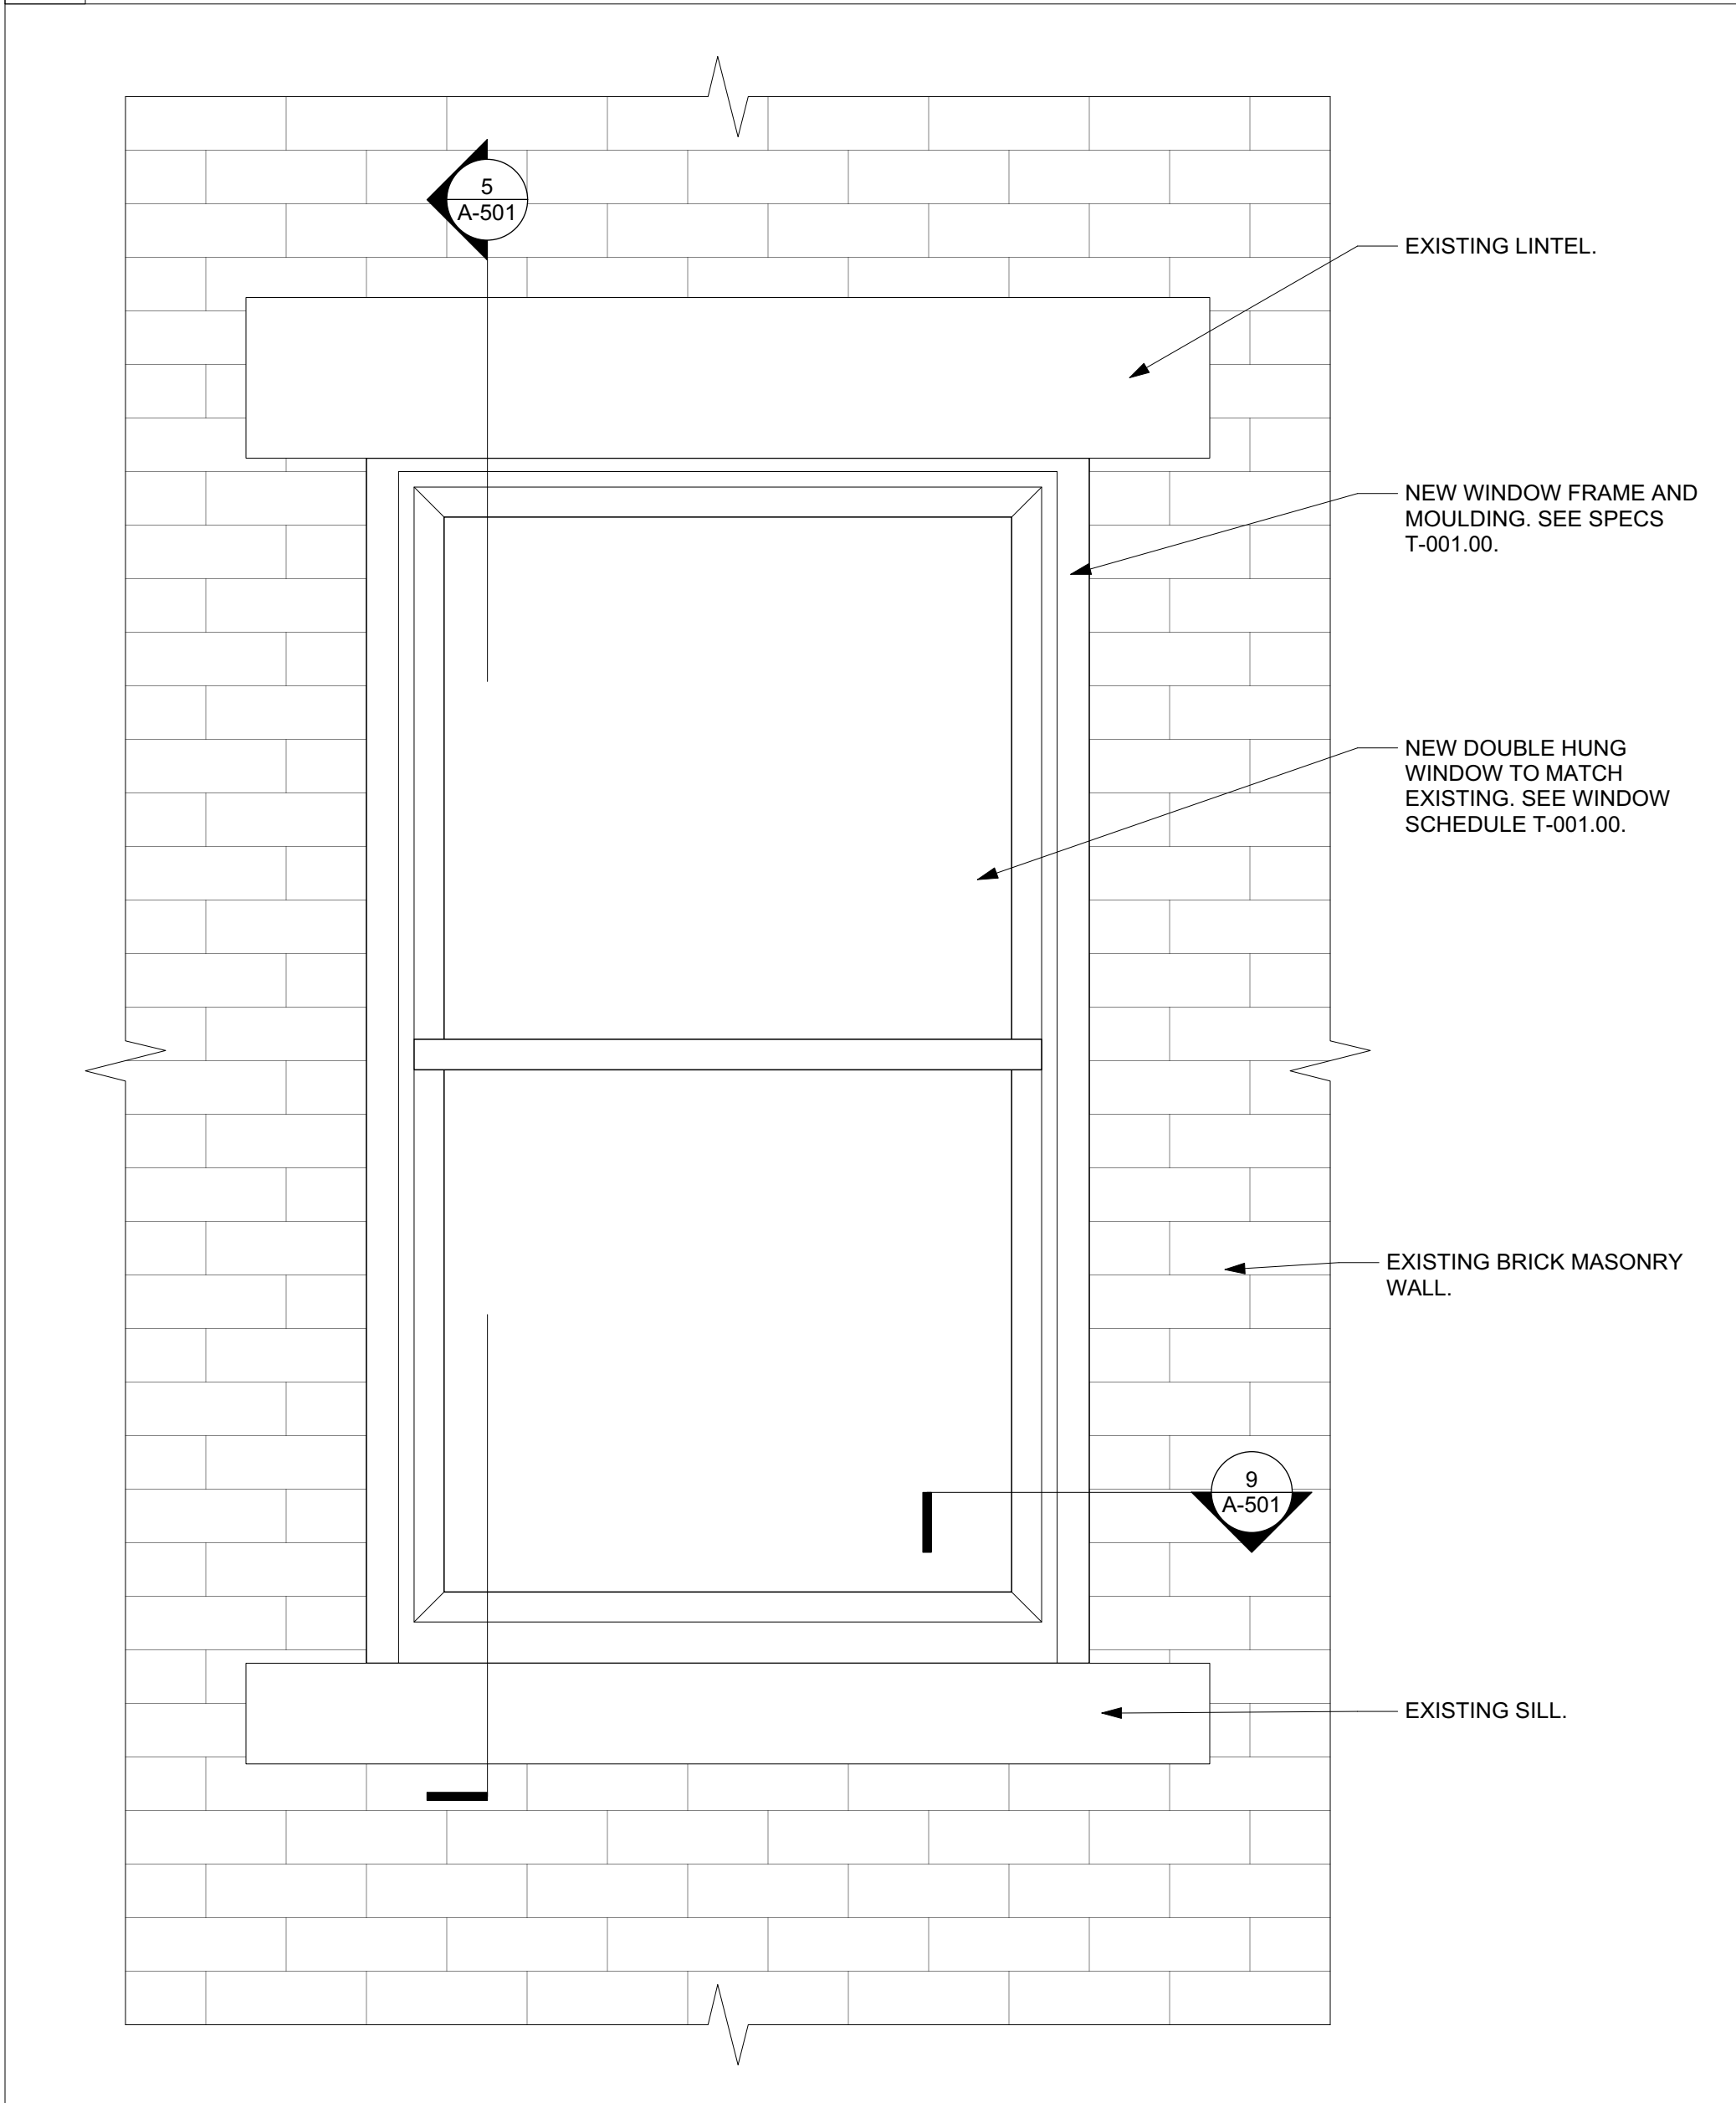 5
A-501
EXISTING LINTEL.
NEW WINDOW FRAME AND
MOULDING. SEE SPECS
T-001.00.
NEW DOUBLE HUNG
WINDOW TO MATCH
EXISTING. SEE WINDOW
SCHEDULE T-001.00.
EXISTING BRICK MASONRY
WALL.
9
A-501
EXISTING SILL.